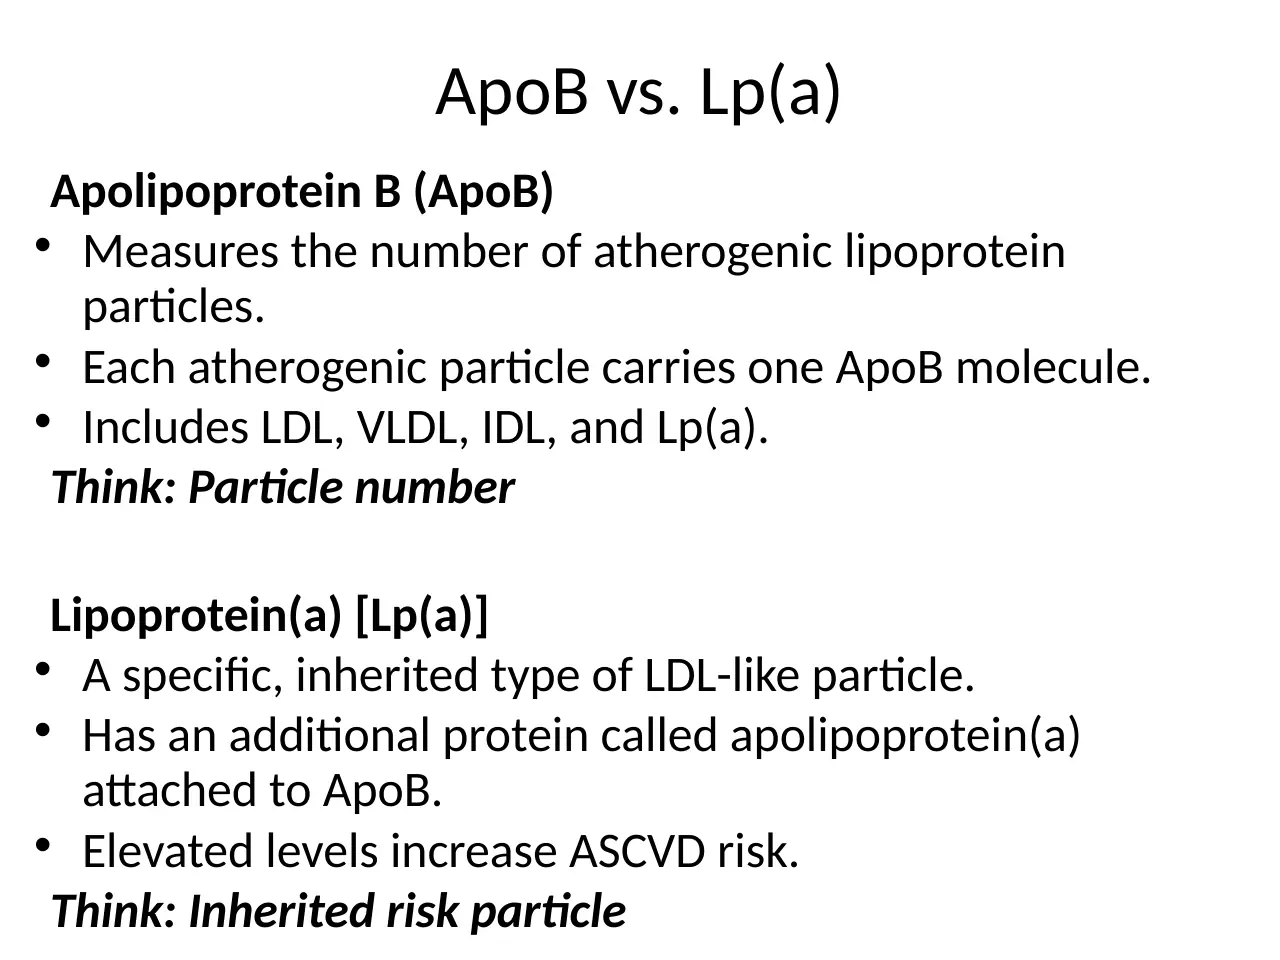 ApoB vs. Lp(a)
Apolipoprotein B (ApoB)
• Measures the number of atherogenic lipoprotein
particles.
• Each atherogenic particle carries one ApoB molecule.
• Includes LDL, VLDL, IDL, and Lp(a).
Think: Particle number
Lipoprotein(a) [Lp(a)]
• A specific, inherited type of LDL-like particle.
• Has an additional protein called apolipoprotein(a)
attached to ApoB.
• Elevated levels increase ASCVD risk.
Think: Inherited risk particle